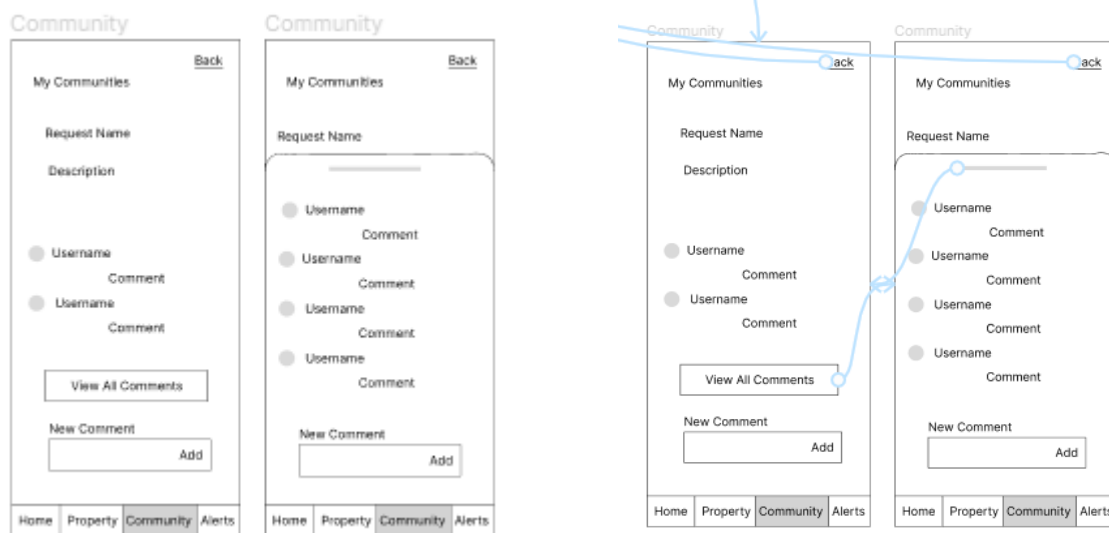 Community
Back
My Communities
Request Name
Description
Username
Comment
Username
Comment
View All Comments
New Comment
Add
Home Property Community Alerts
Community
Back
My Communities
Request Name
Username
Comment
Username
Comment
Username
Comment
Username
Comment
New Comment
Add
Home Property Community Alerts
Community
ack
My Communities
Request Name
Description
Username
Comment
Username
Comment
View All Comments
New Comment
Add
Home Property Community Alerts
Community
ack
My Communities
Request Name
Username
Comment
Username
Comment
Username
Comment
Username
Comment
New Comment
Add
Home Property Community Alerts